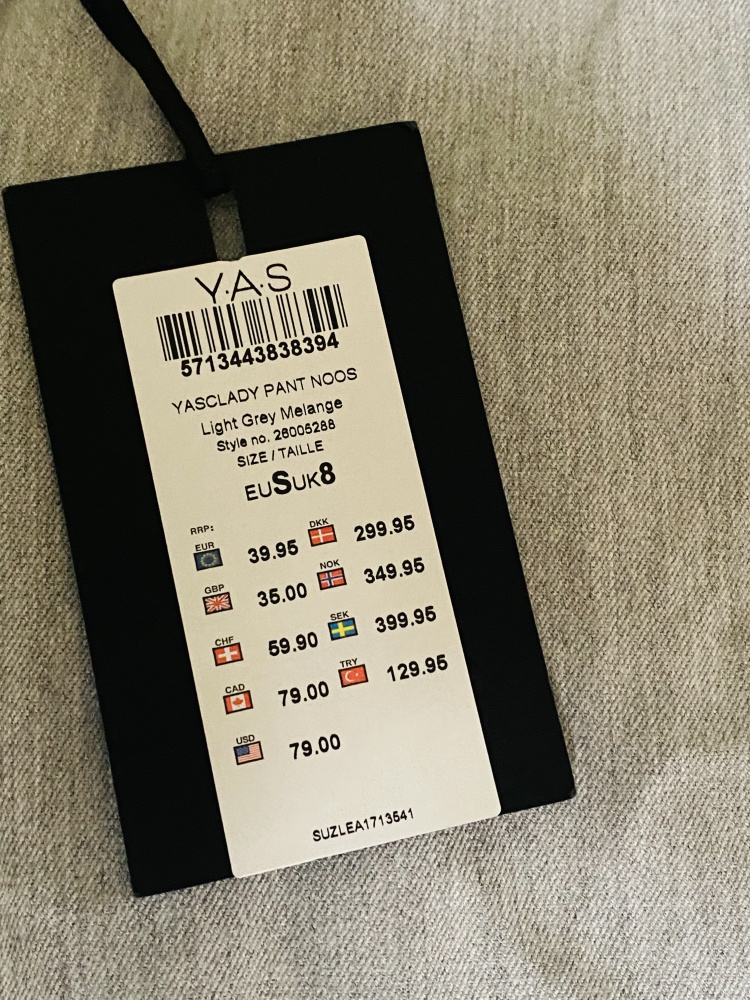 Y.A.S
5713443838394
YASCLADY PANT NOOS
Light Grey Melange
Style no. 26005288
SIZE / TAILLE
EUSUK8
RRP:
EUR 39.95 DKK 299.95
GBP 35.00 NOK 349.95
CHF 59.90 SEK 399.95
CAD 79.00 TRY 129.95
USD 79.00
SUZLEA1713541